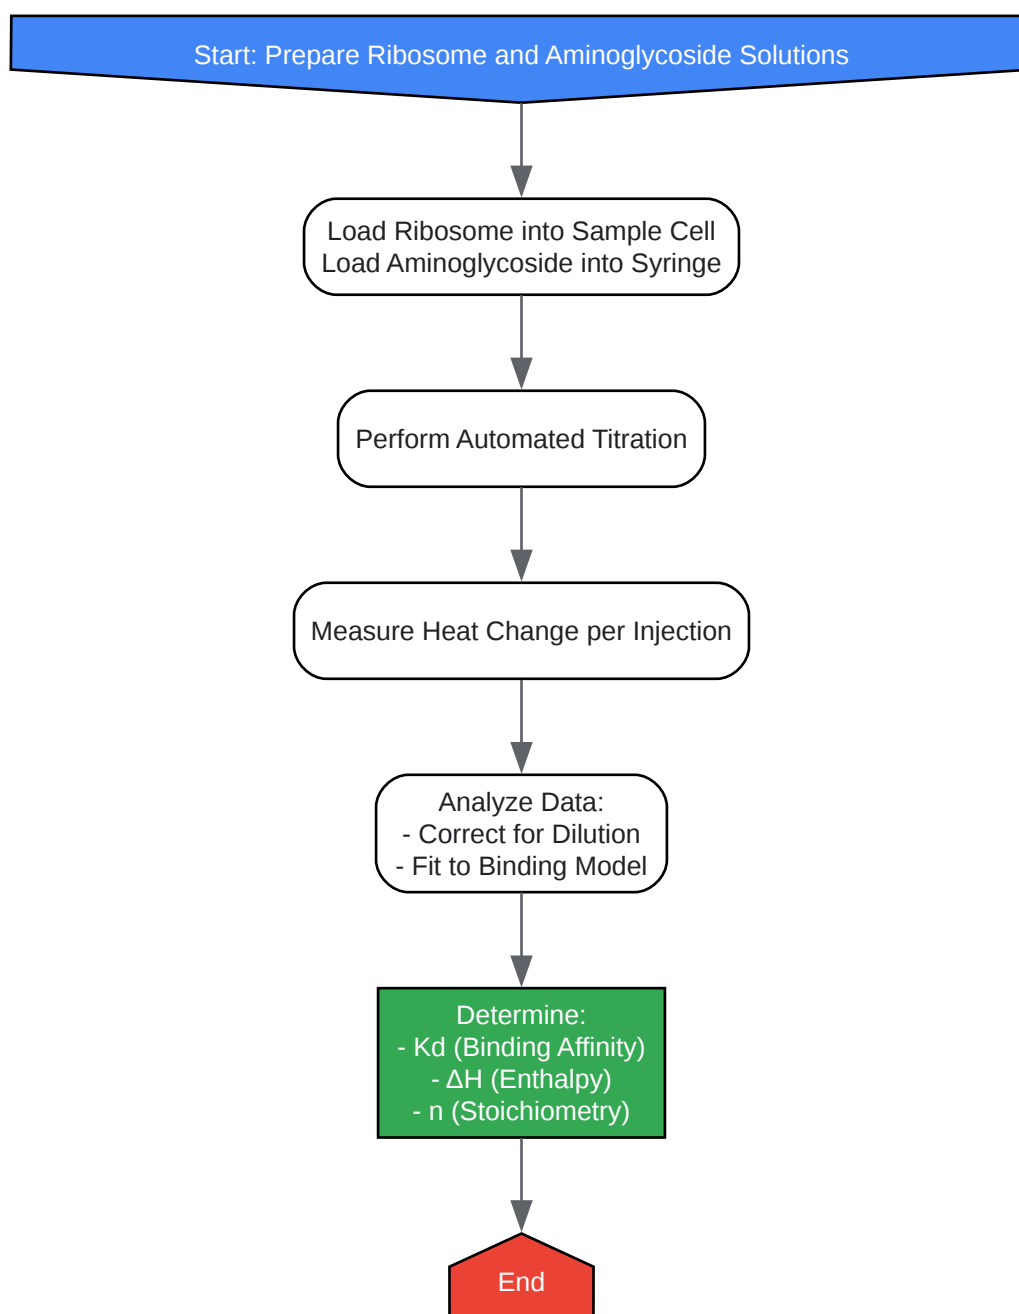 Start: Prepare Ribosome and Aminoglycoside Solutions
Load Ribosome into Sample Cell
Load Aminoglycoside into Syringe
Perform Automated Titration
Measure Heat Change per Injection
Analyze Data:
- Correct for Dilution
- Fit to Binding Model
Determine:
- Kd (Binding Affinity)
- ΔH (Enthalpy)
- n (Stoichiometry)
End